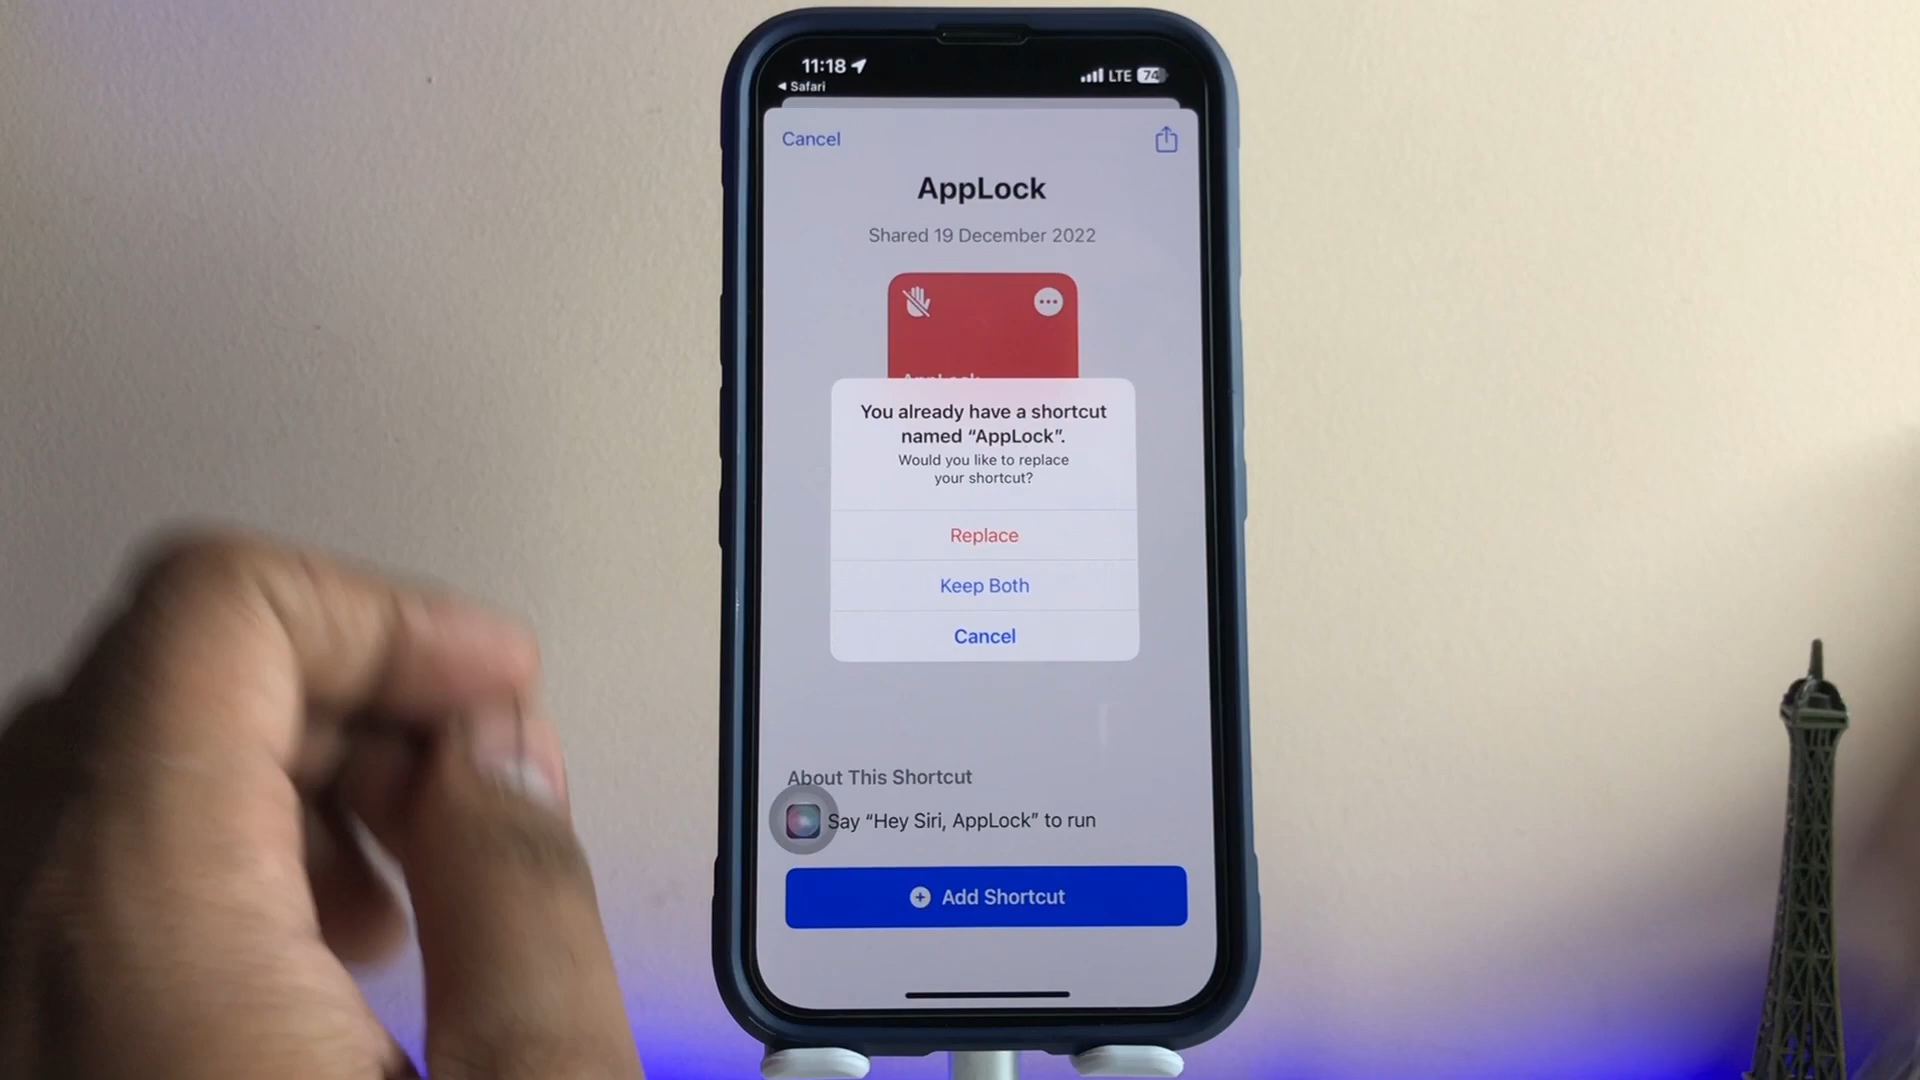 11:18
LTE 74
Safari
Cancel
AppLock
Shared 19 December 2022
AppLock
You already have a shortcut
named “AppLock”.
Would you like to replace
your shortcut?
Replace
Keep Both
Cancel
About This Shortcut
Say “Hey Siri, AppLock” to run
Add Shortcut